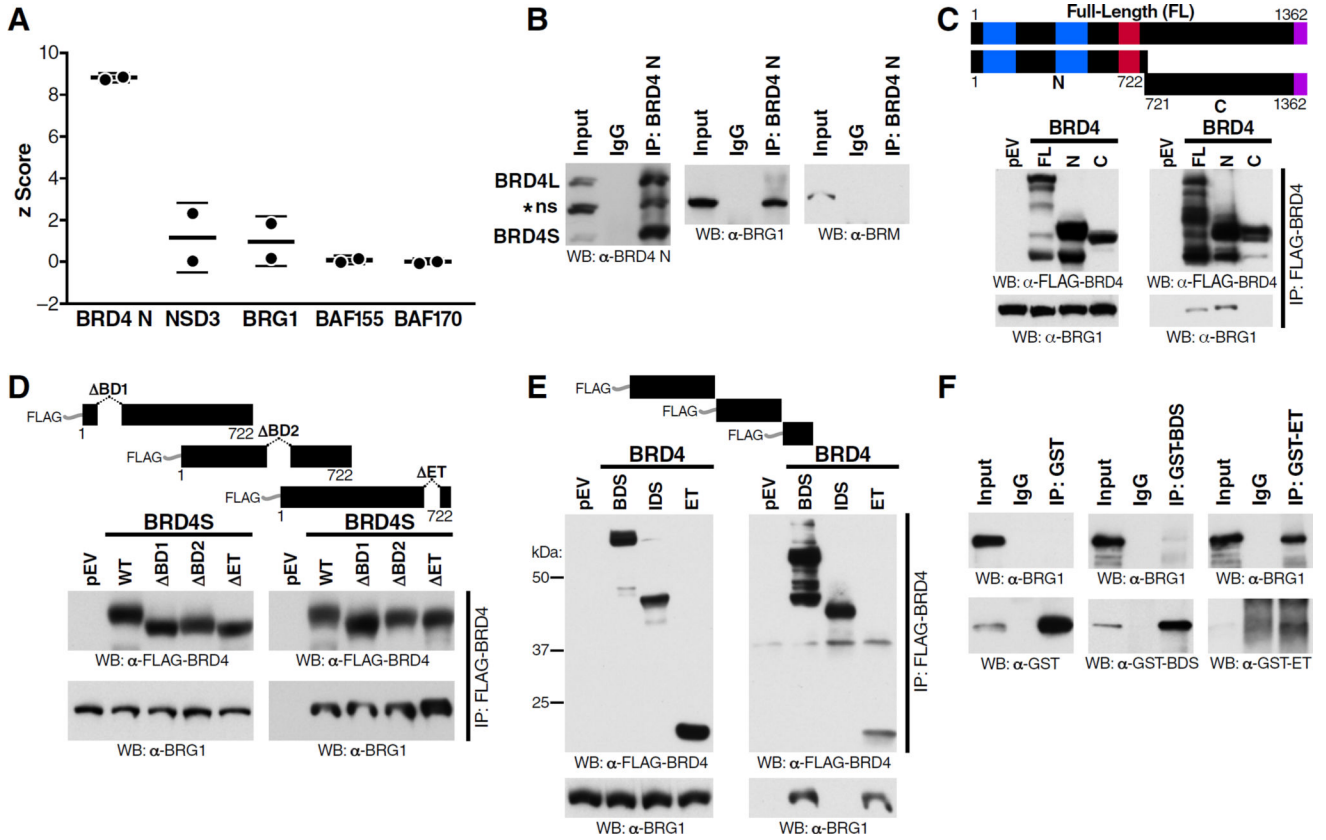 A
z Score
10
8
6
4
2
0
−2
BRD4 N NSD3 BRG1 BAF155 BAF170
B
Input IgG IP: BRD4 N Input IgG IP: BRD4 N Input IgG IP: BRD4 N
BRD4L
*ns
BRD4S
WB: α-BRD4 N
WB: α-BRG1
WB: α-BRM
C
1 Full-Length (FL) 1362
1 N 722
721 C 1362
BRD4 BRD4
pEV FL N C pEV FL N C
WB: α-FLAG-BRD4 WB: α-FLAG-BRD4
WB: α-BRG1 WB: α-BRG1
IP: FLAG-BRD4
D
ΔBD1
FLAG
1 722
ΔBD2
FLAG
1 722
ΔET
FLAG
1 722
BRD4S BRD4S
pEV WT ΔBD1 ΔBD2 ΔET pEV WT ΔBD1 ΔBD2 ΔET
WB: α-FLAG-BRD4 WB: α-FLAG-BRD4
WB: α-BRG1 WB: α-BRG1
IP: FLAG-BRD4
E
FLAG
FLAG
FLAG
BRD4 BRD4
pEV BDS IDS ET pEV BDS IDS ET
kDa:
50
37
25
WB: α-FLAG-BRD4 WB: α-FLAG-BRD4
WB: α-BRG1 WB: α-BRG1
IP: FLAG-BRD4
F
Input IgG IP: GST Input IgG IP: GST-BDS Input IgG IP: GST-ET
WB: α-BRG1 WB: α-BRG1 WB: α-BRG1
WB: α-GST WB: α-GST-BDS WB: α-GST-ET